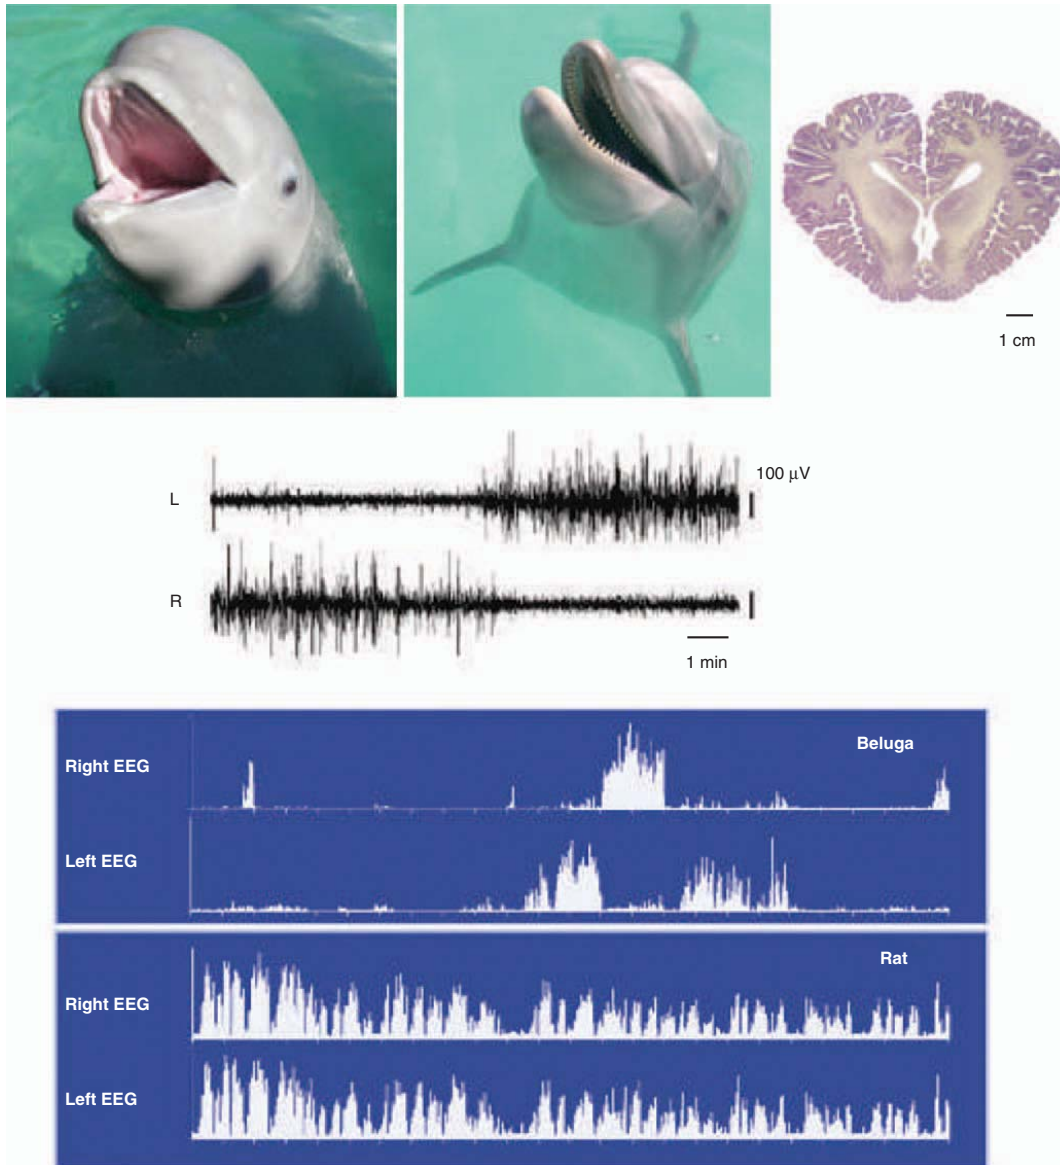 1 cm
100 μV
L
R
1 min
Beluga
Right EEG
Left EEG
Rat
Right EEG
Left EEG